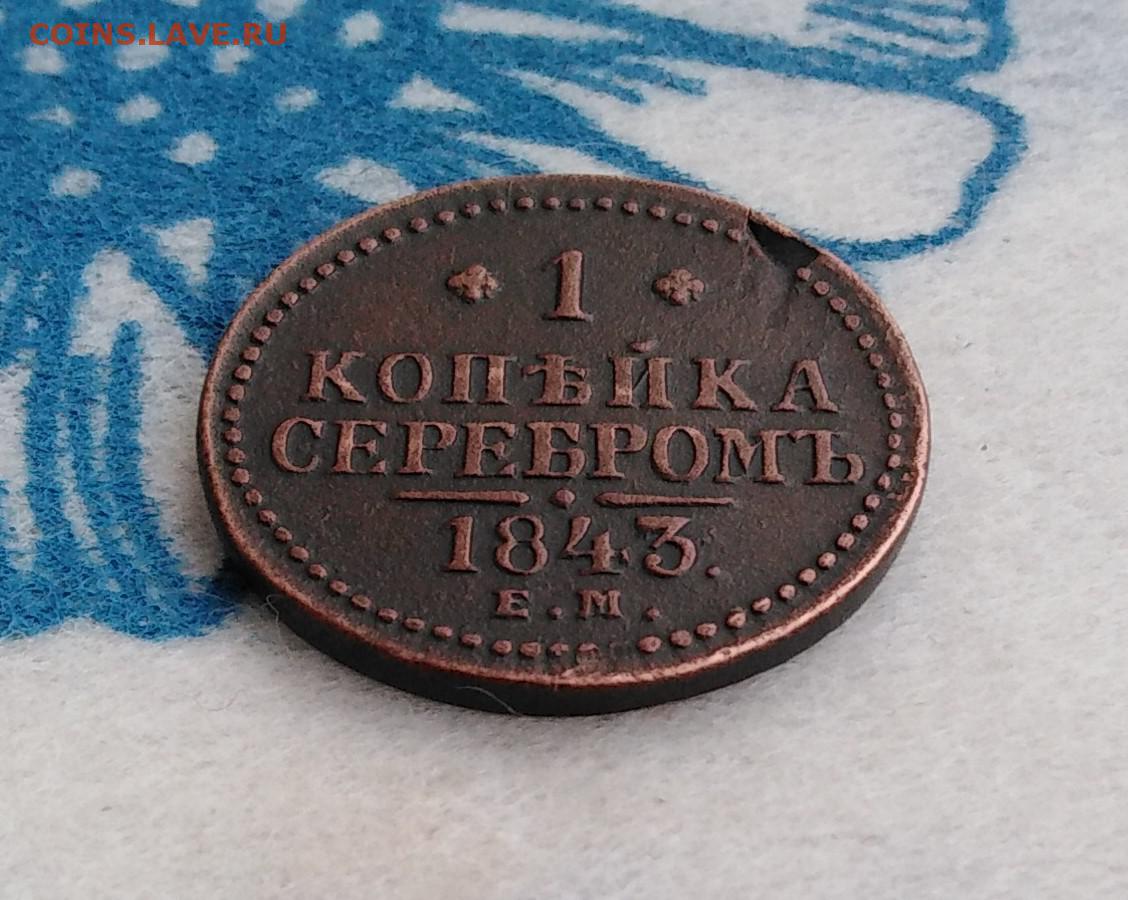 COINS.LAVE.RU
1
КОПѢЙКА
СЕРЕБРОМЪ
1843.
Е.М.